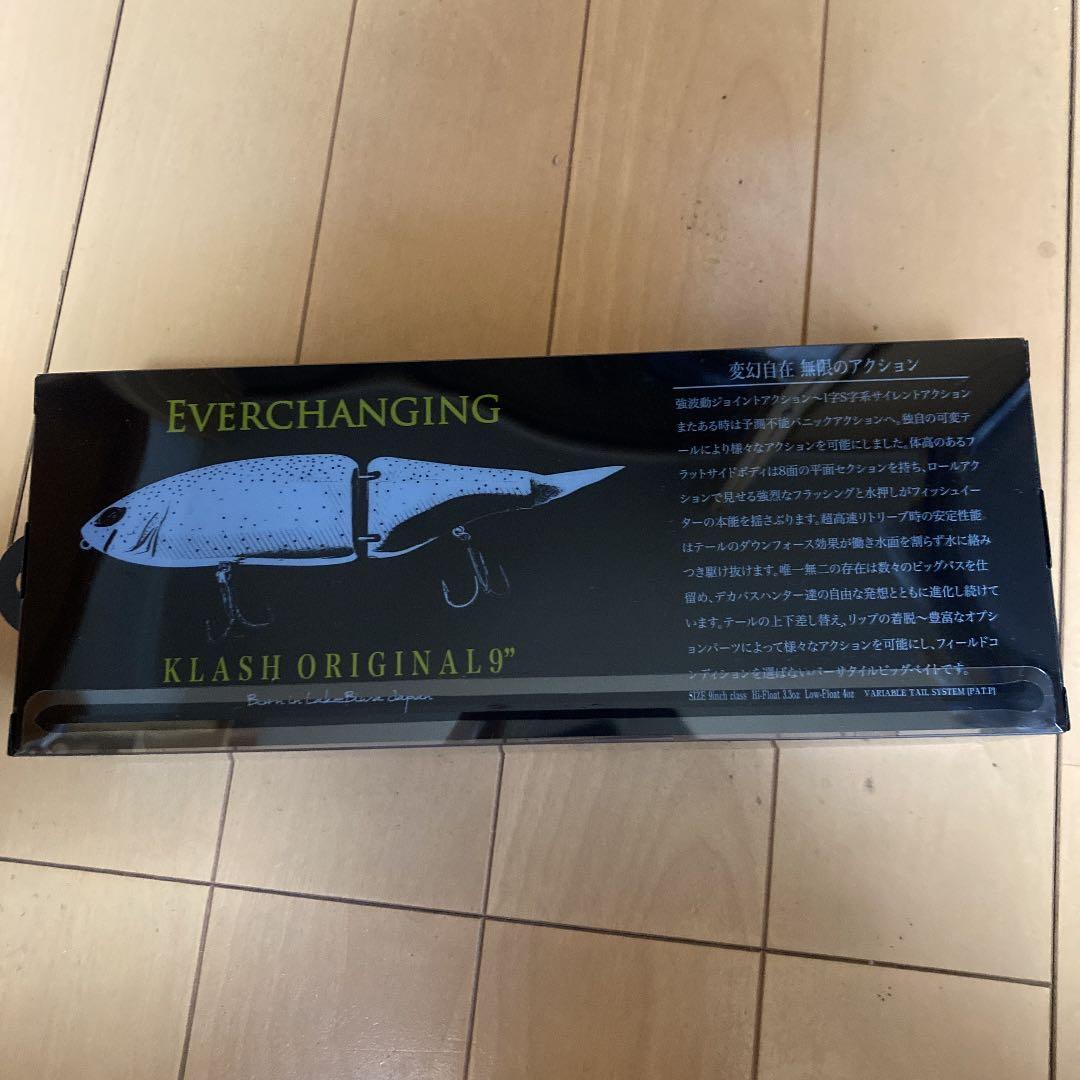 EVERCHANGING
KLASH ORIGINAL 9”
Born in Lake Biwa Japan
変幻自在 無限のアクション
強波動ジョイントアクション〜I字S字系サイレントアクション
またある時は予測不能パニックアクションへ。独自の可変テ
ールにより様々なアクションを可能にしました。体高のあるフ
ラットサイドボディは8面の平面セクションを持ち、ロールアク
ションで見せる強烈なフラッシングと水押しがフィッシュイー
ターの本能を揺さぶります。超高速リトリーブ時の安定性能
はテールのダウンフォース効果が働き水面を割らず水に絡み
つき駆け抜けます。唯一無二の存在は数々のビッグバスを仕
留め、デカバスハンター達の自由な発想とともに進化し続けて
います。テールの上下差し替え、リップの着脱〜豊富なオプシ
ョンパーツによって様々なアクションを可能にし、フィールドコ
ンディションを選ばないバーサタイルビッグベイトです。
SIZE 9inch class Hi-Float 3.3oz Low-Float 4oz VARIABLE TAIL SYSTEM [PAT.P]